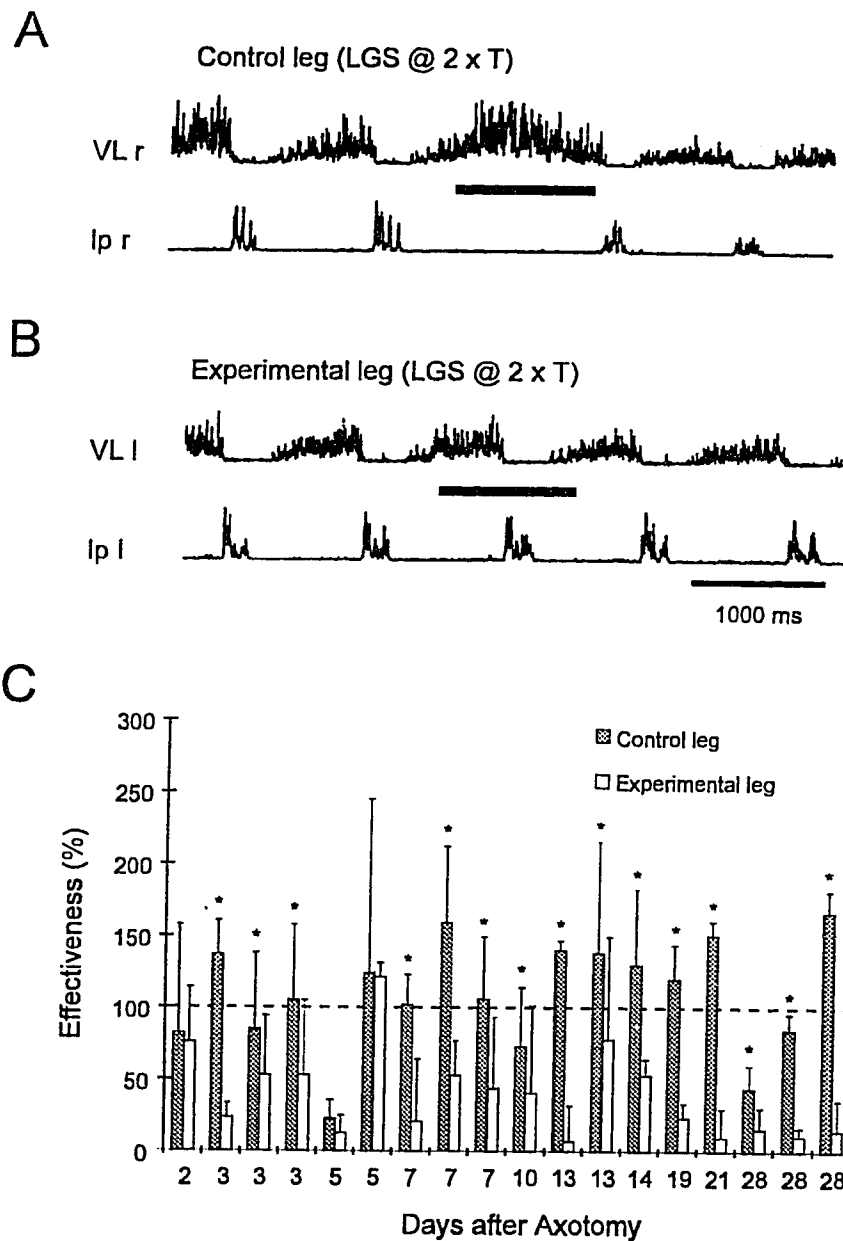 A
Control leg (LGS @ 2 x T)
VL r
Ip r
B
Experimental leg (LGS @ 2 x T)
VL l
Ip l
1000 ms
C
300
250
200
150
100
50
0
Effectiveness (%)
Control leg
Experimental leg
* * * * * * * * * * * * * * *
2 3 3 3 5 5 7 7 7 10 13 13 14 19 21 28 28 28
Days after Axotomy